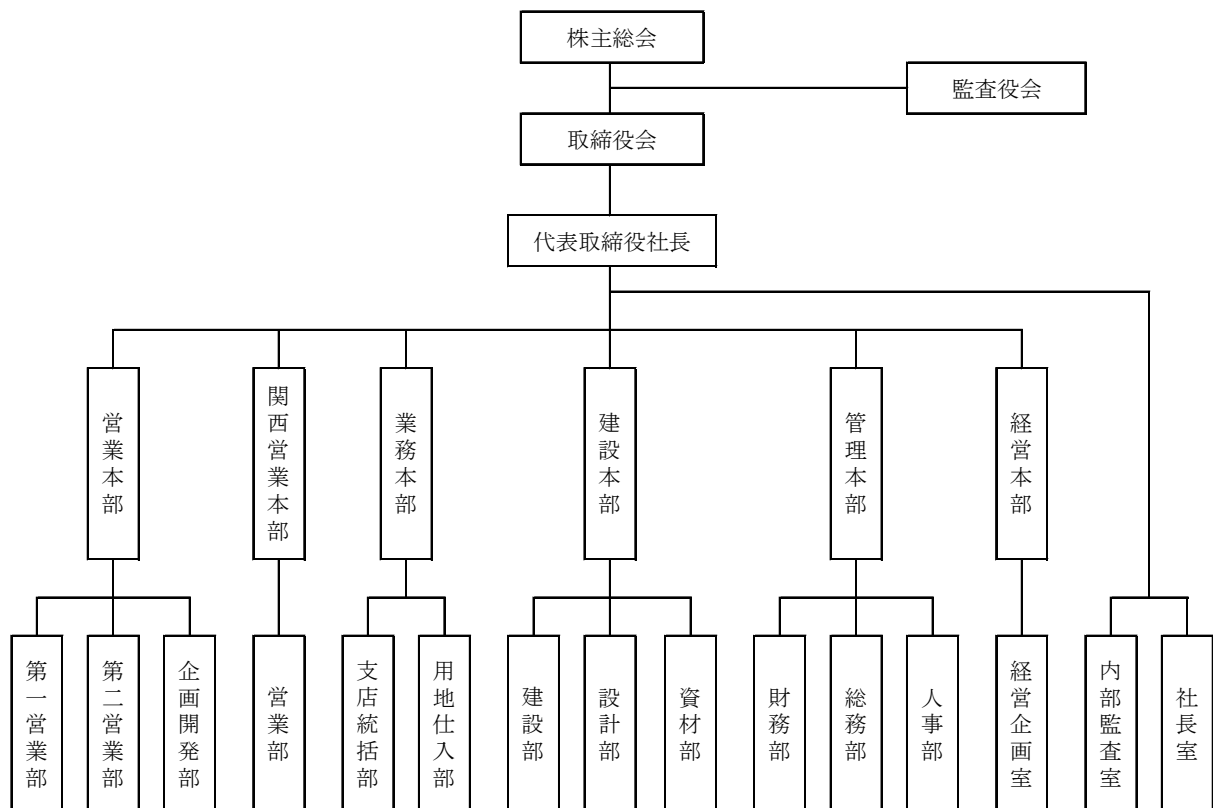 株主総会
監査役会
取締役会
代表取締役社長
営業本部
関西営業本部
業務本部
建設本部
管理本部
経営本部
第一営業部
第二営業部
企画開発部
営業部
支店統括部
用地仕入部
建設部
設計部
資材部
財務部
総務部
人事部
経営企画室
内部監査室
社長室